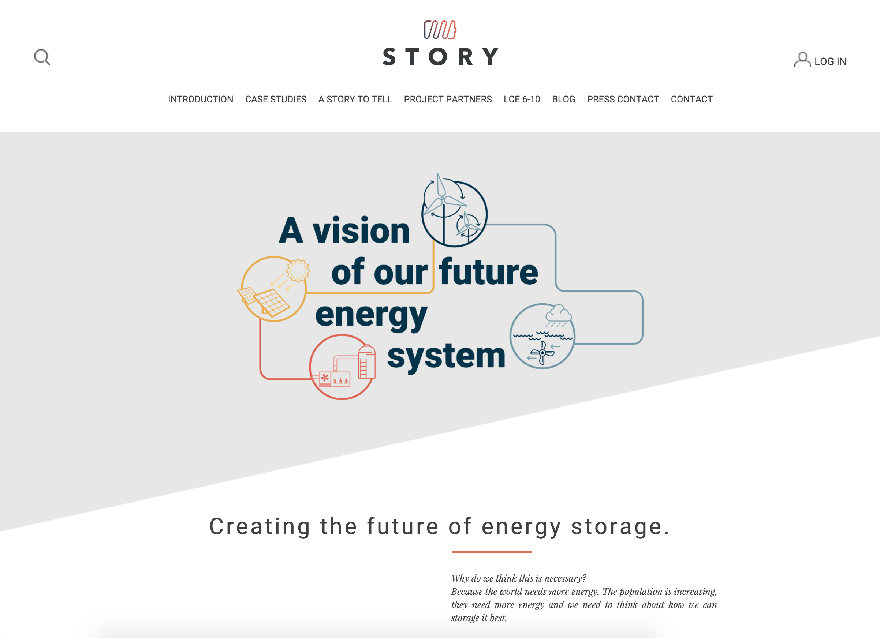 STORY
LOG IN
INTRODUCTION CASE STUDIES A STORY TO TELL PROJECT PARTNERS LCE 6-10 BLOG PRESS CONTACT CONTACT
A vision
of our future
energy
system
Creating the future of energy storage.
Why do we think this is necessary?
Because the world needs more energy. The population is increasing,
they need more energy and we need to think about how we can
storage it best.